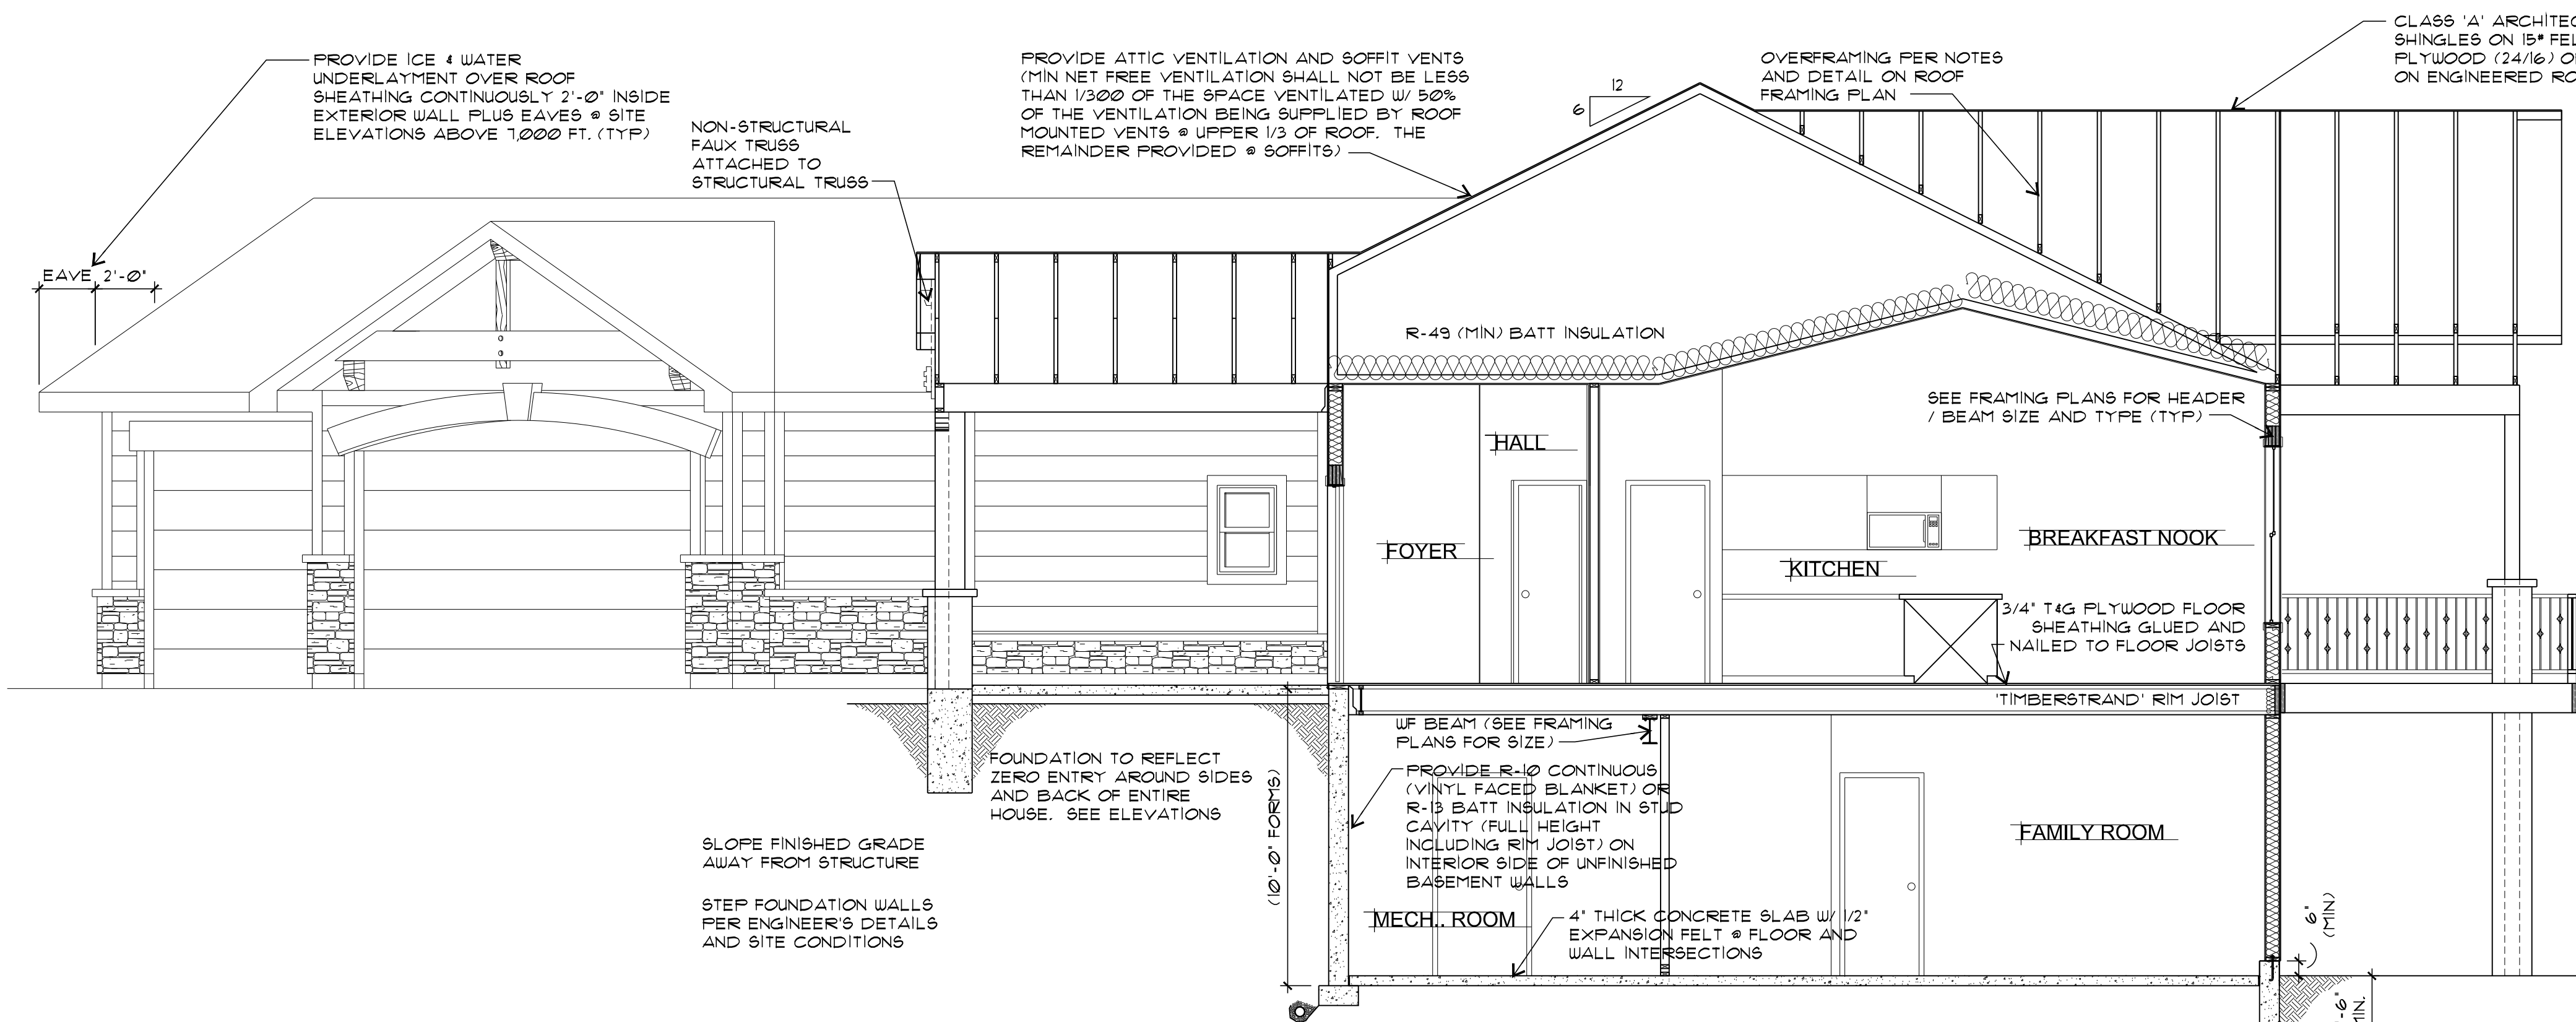 PROVIDE ICE & WATER
UNDERLAYMENT OVER ROOF
SHEATHING CONTINUOUSLY 2'-0" INSIDE
EXTERIOR WALL PLUS EAVES @ SITE
ELEVATIONS ABOVE 7,000 FT. (TYP)
EAVE 2'-0"
NON-STRUCTURAL
FAUX TRUSS
ATTACHED TO
STRUCTURAL TRUSS
PROVIDE ATTIC VENTILATION AND SOFFIT VENTS
(MIN NET FREE VENTILATION SHALL NOT BE LESS
THAN 1/300 OF THE SPACE VENTILATED W/ 50%
OF THE VENTILATION BEING SUPPLIED BY ROOF
MOUNTED VENTS @ UPPER 1/3 OF ROOF. THE
REMAINDER PROVIDED @ SOFFITS)
12
6
OVERFRAMING PER NOTES
AND DETAIL ON ROOF
FRAMING PLAN
CLASS 'A'
SHINGLES ON 15#
PLYWOOD (24/16)
ON ENGINEERED
R-49 (MIN) BATT INSULATION
SEE FRAMING PLANS FOR HEADER
/ BEAM SIZE AND TYPE (TYP)
HALL
FOYER
KITCHEN
BREAKFAST NOOK
3/4" T&G PLYWOOD FLOOR
SHEATHING GLUED AND
NAILED TO FLOOR JOISTS
'TIMBERSTRAND' RIM JOIST
WF BEAM (SEE FRAMING
PLANS FOR SIZE)
FOUNDATION TO REFLECT
ZERO ENTRY AROUND SIDES
AND BACK OF ENTIRE
HOUSE. SEE ELEVATIONS
(10'-0" FORMS)
PROVIDE R-10 CONTINUOUS
(VINYL FACED BLANKET) OR
R-13 BATT INSULATION IN STUD
CAVITY (FULL HEIGHT
INCLUDING RIM JOIST) ON
INTERIOR SIDE OF UNFINISHED
BASEMENT WALLS
FAMILY ROOM
SLOPE FINISHED GRADE
AWAY FROM STRUCTURE
STEP FOUNDATION WALLS
PER ENGINEER'S DETAILS
AND SITE CONDITIONS
MECH.. ROOM
4" THICK CONCRETE SLAB W/ 1/2"
EXPANSION FELT @ FLOOR AND
WALL INTERSECTIONS
6"
(MIN)